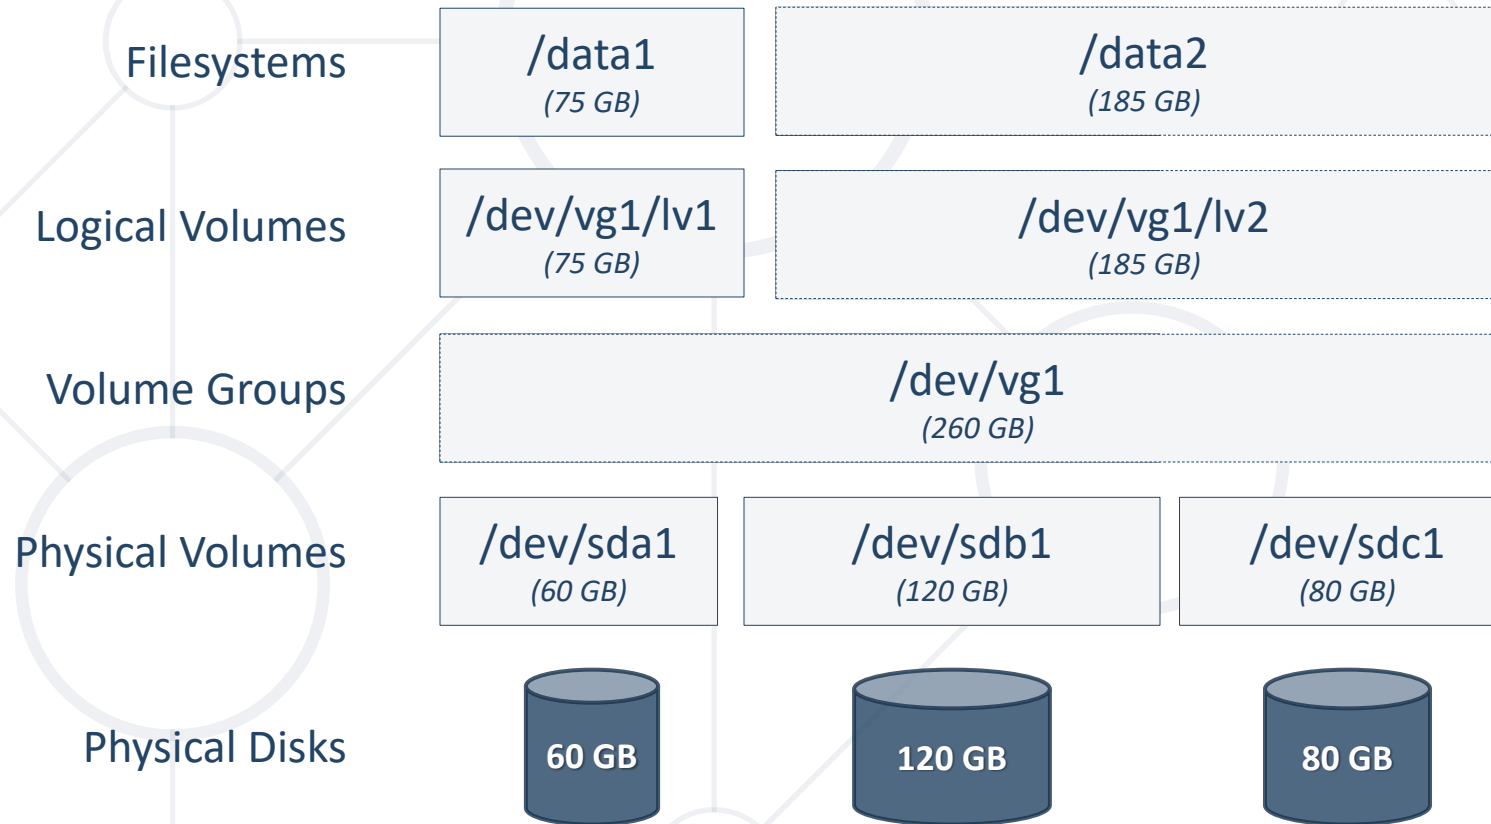 Filesystems
/data1
(75 GB)
/data2
(185 GB)
Logical Volumes
/dev/vg1/lv1
(75 GB)
/dev/vg1/lv2
(185 GB)
Volume Groups
/dev/vg1
(260 GB)
Physical Volumes
/dev/sda1
(60 GB)
/dev/sdb1
(120 GB)
/dev/sdc1
(80 GB)
Physical Disks
60 GB
120 GB
80 GB